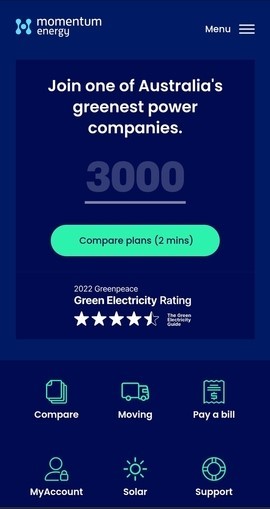 momentum
energy
Menu
Join one of Australia's
greenest power
companies.
3000
Compare plans (2 mins)
2022 Greenpeace
Green Electricity Rating
The Green
Electricity
Guide
Compare
Moving
Pay a bill
MyAccount
Solar
Support